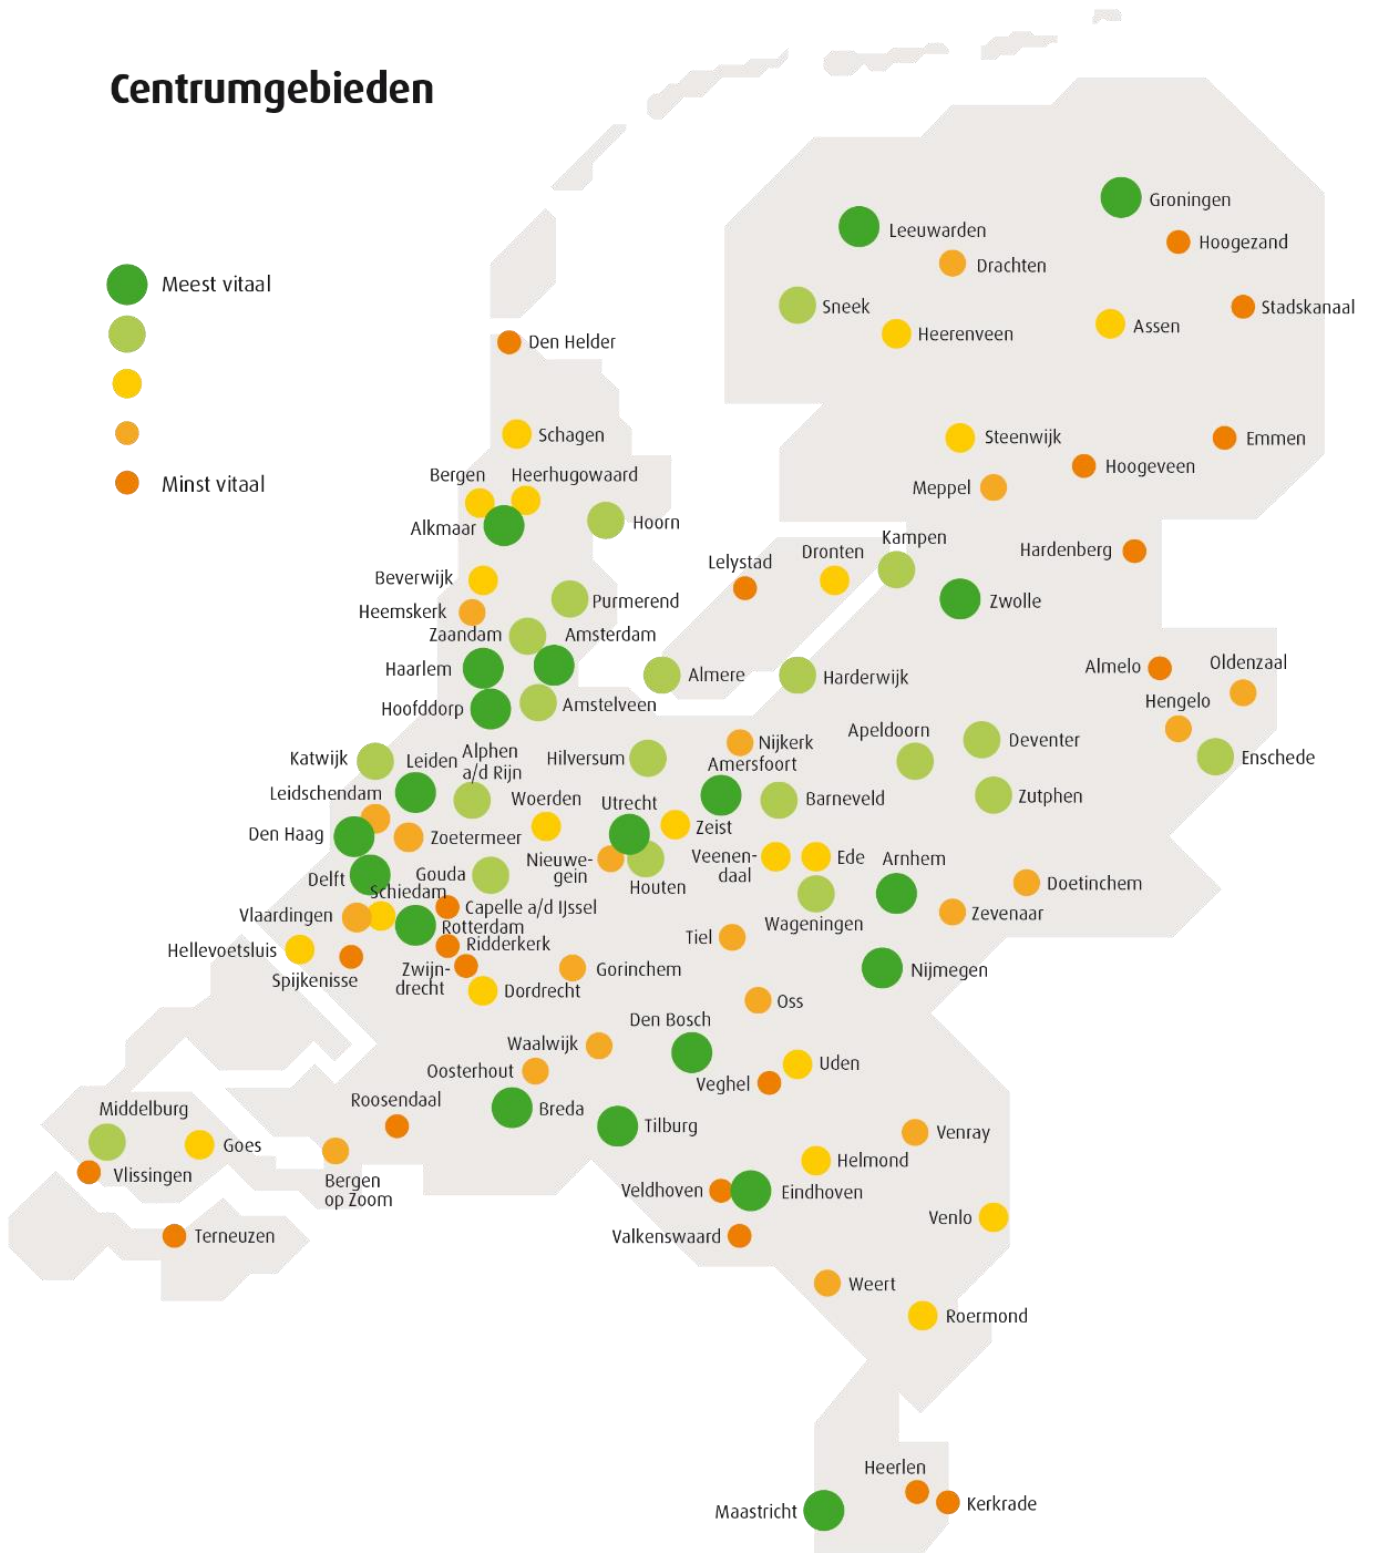 Centrumgebieden
Groningen
Leeuwarden
Hoogezand
Drachten
Meest vitaal
Sneek
Stadskanaal
Assen
Heerenveen
Den Helder
Schagen
Steenwijk
Emmen
Hoogeveen
Bergen
Heerhugowaard
Minst vitaal
Meppel
Hoorn
Alkmaar
Kampen
Hardenberg
Dronten
Lelystad
Beverwijk
Purmerend
Zwolle
Heemskerk
Zaandam
Amsterdam
Oldenzaal
Almelo
Haarlem
Almere
Harderwijk
Hengelo
Amstelveen
Hoofddorp
Apeldoorn
Deventer
Nijkerk
Alphen
a/d Rijn
Katwijk
Leiden
Hilversum
Enschede
Amersfoort
Leidschendam
Woerden
Utrecht
Barneveld
Zutphen
Zeist
Den Haag
Zoetermeer
Veenen-
daal
Ede
Arnhem
Nieuwe-
gein
Gouda
Delft
Houten
Doetinchem
Schiedam
Capelle a/d IJssel
Vlaardingen
Zevenaar
Wageningen
Rotterdam
Tiel
Ridderkerk
Hellevoetsluis
Zwijn-
drecht
Gorinchem
Nijmegen
Spijkenisse
Dordrecht
Oss
Den Bosch
Waalwijk
Uden
Oosterhout
Veghel
Roosendaal
Middelburg
Breda
Tilburg
Venray
Goes
Helmond
Vlissingen
Bergen
op Zoom
Veldhoven
Eindhoven
Venlo
Terneuzen
Valkenswaard
Weert
Roermond
Heerlen
Kerkrade
Maastricht